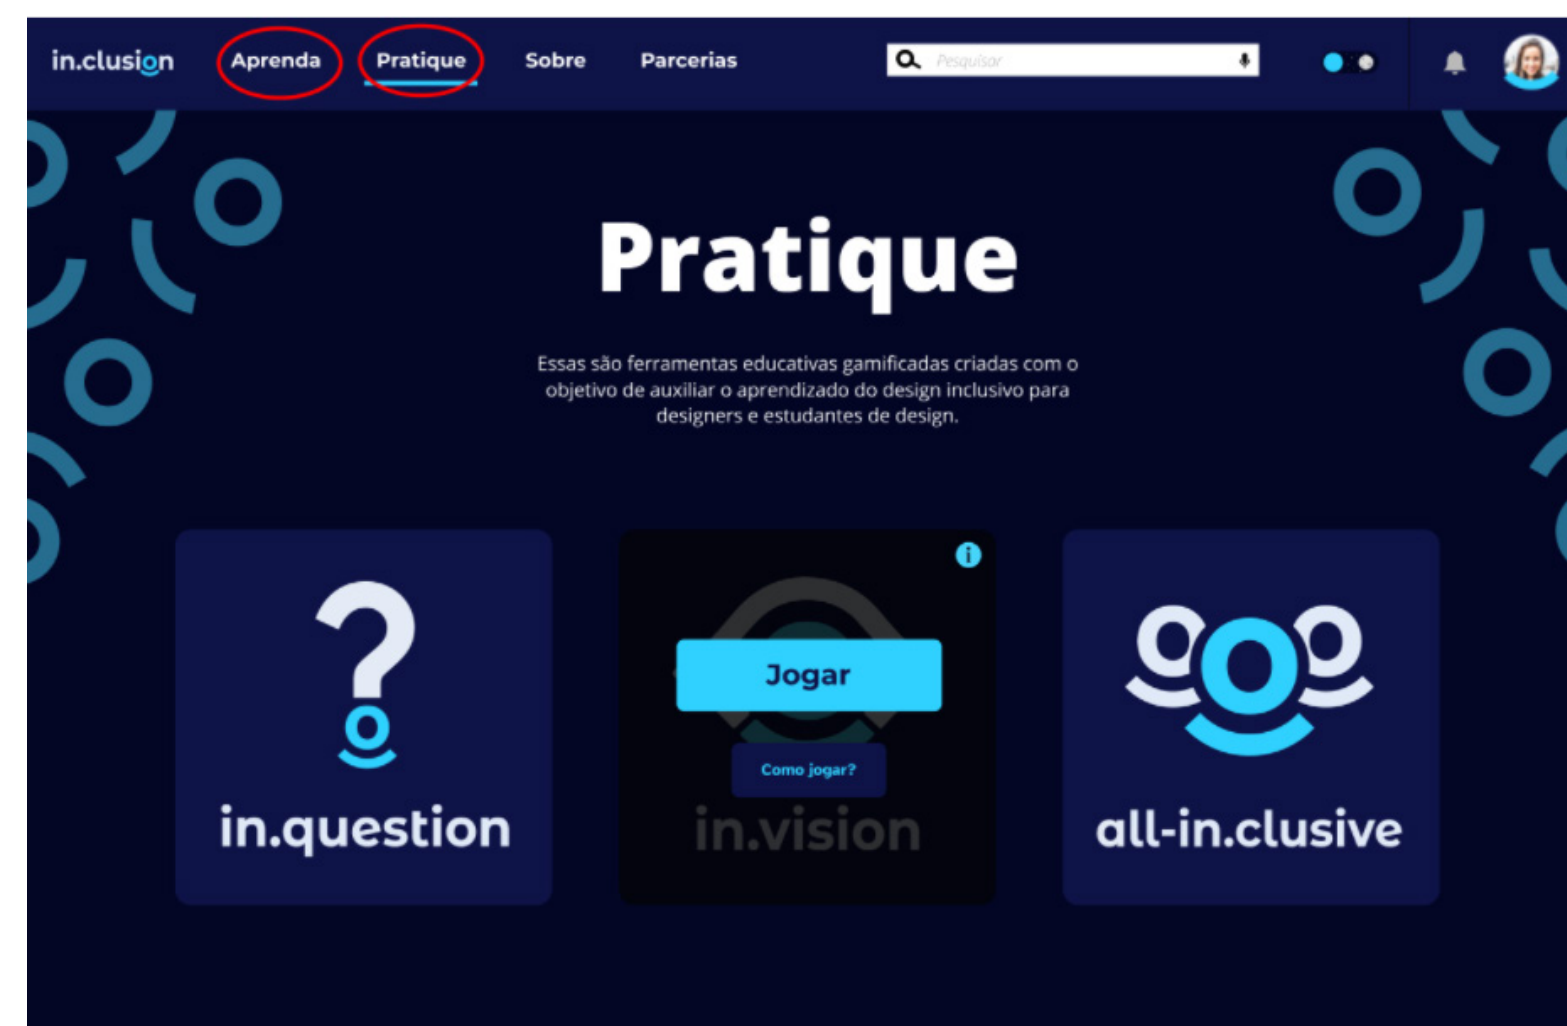 in.clusion Aprenda Pratique Sobre Parcerias Pesquisar
Pratique
Essas são ferramentas educativas gamificadas criadas com o
objetivo de auxiliar o aprendizado do design inclusivo para
designers e estudantes de design.
i
Jogar
Como jogar?
in.question
in.vision
all-in.clusive